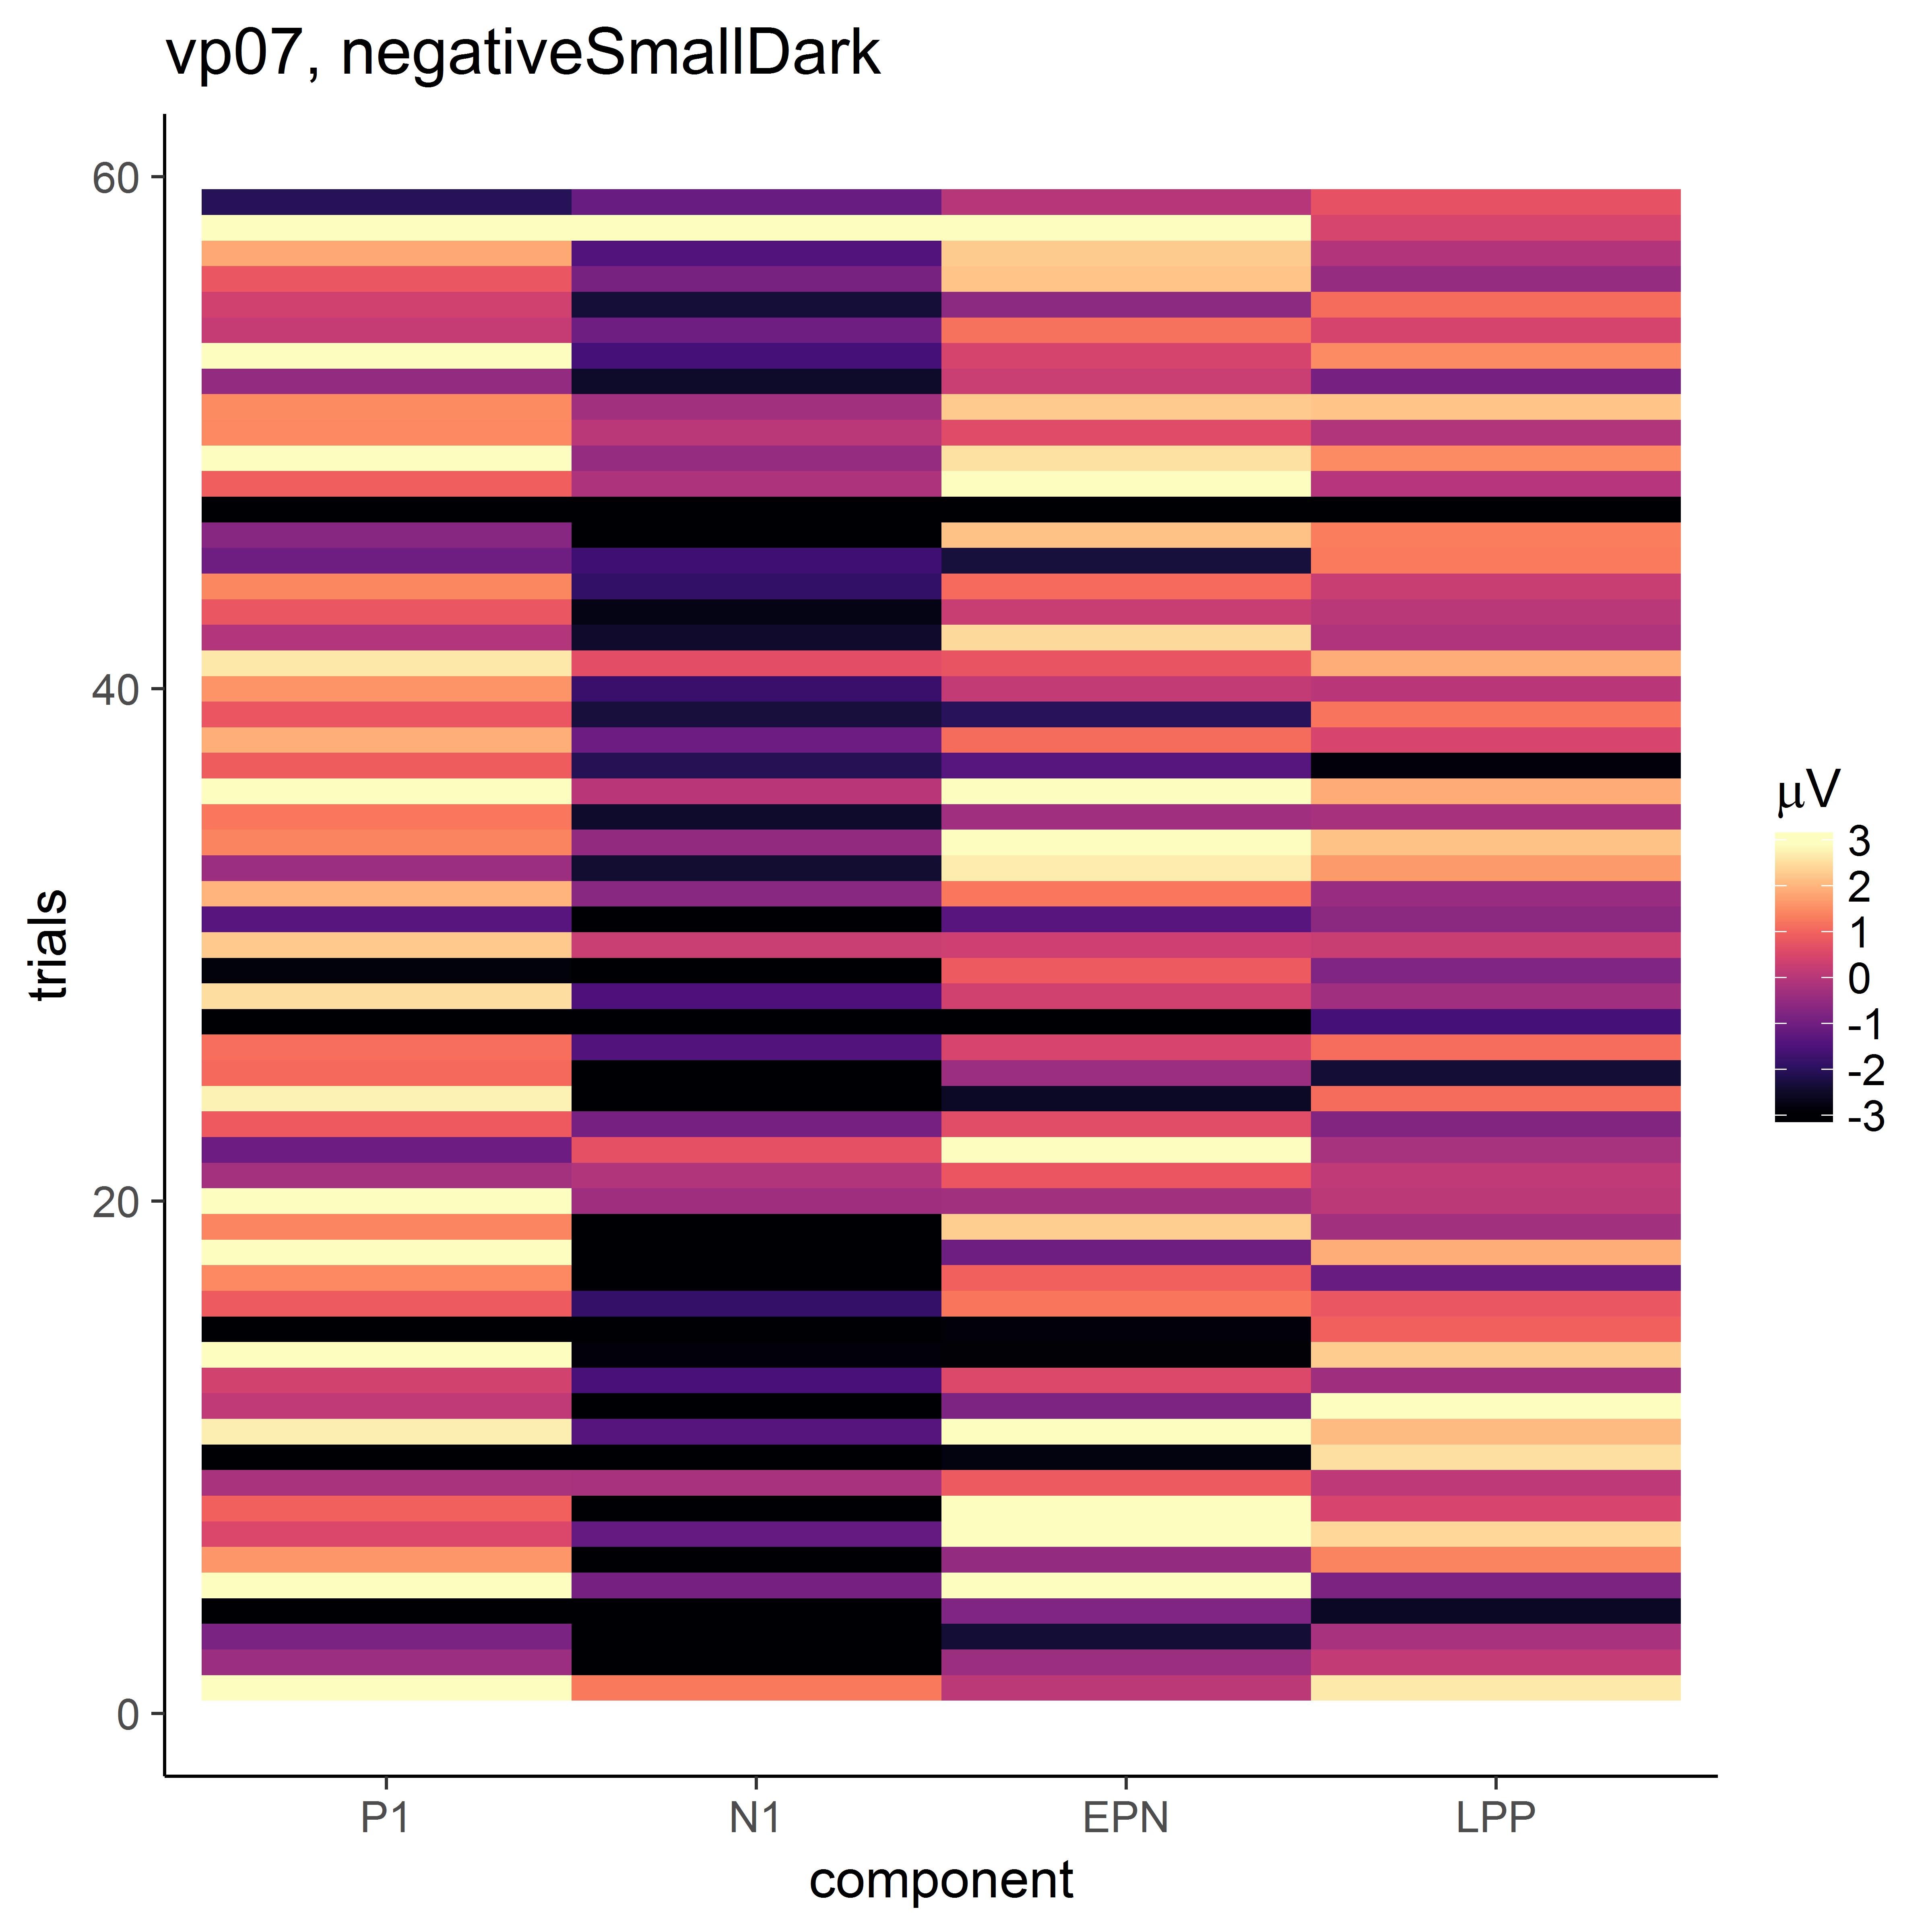 vp07, negativeSmallDark
60
40
20
0
trials
P1 N1 EPN LPP
component
μV
3
2
1
0
-1
-2
-3